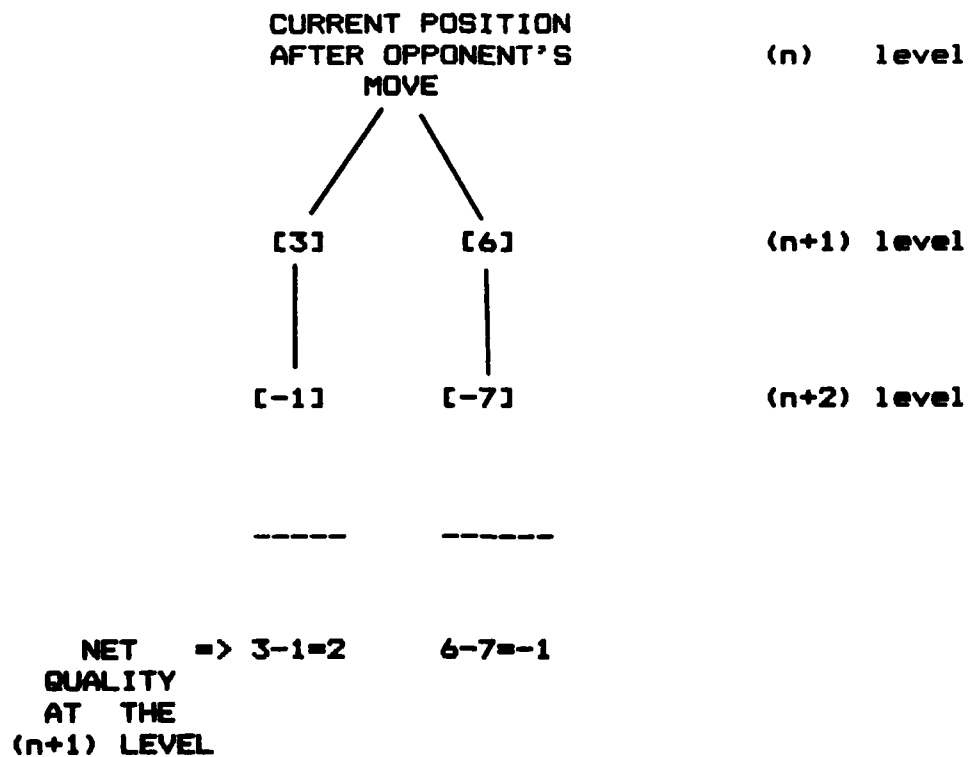 CURRENT POSITION
AFTER OPPONENT'S (n) level
MOVE
[3] [6] (n+1) level
[-1] [-7] (n+2) level
----- ------
NET => 3-1=2 6-7=-1
QUALITY
AT THE
(n+1) LEVEL